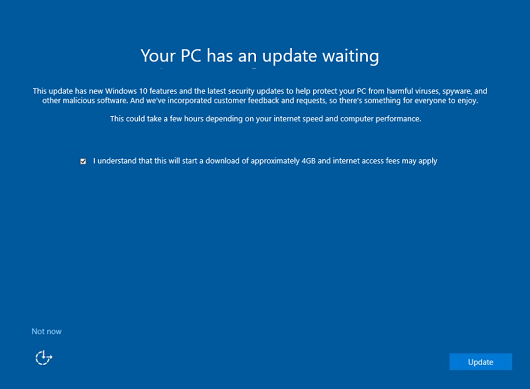 Your PC has an update waiting
This update has new Windows 10 features and the latest security updates to help protect your PC from harmful viruses, spyware, and
other malicious software. And we've incorporated customer feedback and requests, so there's something for everyone to enjoy.
This could take a few hours depending on your internet speed and computer performance.
I understand that this will start a download of approximately 4GB and internet access fees may apply
Not now
Update